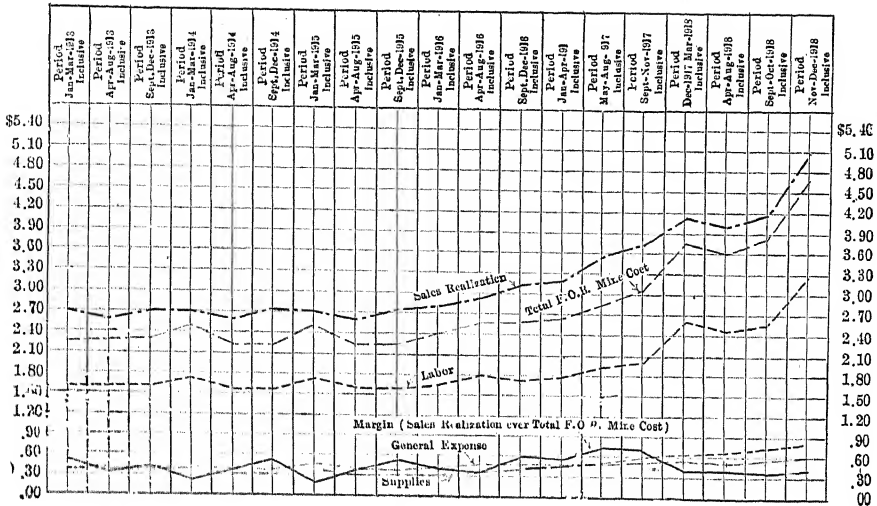 Period
Jan-Mar-1913
Inclusive
Period
Apr-Aug-1913
Inclusive
Period
Sept,Dec-1913
Inclusive
Period
Jan-Mar-1914
Inclusive
Period
Apr-Aug-1914
Inclusive
Period
Sept,Dec-1914
Inclusive
Period
Jan-Mar-1915
Inclusive
Period
Apr-Aug-1915
Inclusive
Period
Sept,Dec-1915
Inclusive
Period
Jan-Mar-1916
Inclusive
Period
Apr-Aug-1916
Inclusive
Period
Sept,Dec-1916
Inclusive
Period
Jan-Apr-191
Inclusive
Period
May-Aug- 917
Inclusive
Period
Sept-Nov-1917
Inclusive
Period
Dec-1917 Mar-1918
Inclusive
Period
Apr-Aug-1918
Inclusive
Period
Sept-Oct-1918
Inclusive
Period
Nov-Dec-1918
Inclusive
$5.40
5.10
4.80
4.50
4.20
3.90
3.60
3.30
3.00
2.70
2.40
2.10
1.80
1.50
1.20
.90
.60
.30
.00
Sales Realization
Total F.O.B. Mine Cost
Labor
Margin ( Sales Realization over Total F.O.B. Mine Cost)
General Expense
Supplies
$5.40
5.10
4.80
4.50
4.20
3.90
3.60
3.30
3.00
2.70
2.40
2.10
1.80
1.50
1.20
.90
.60
.30
00